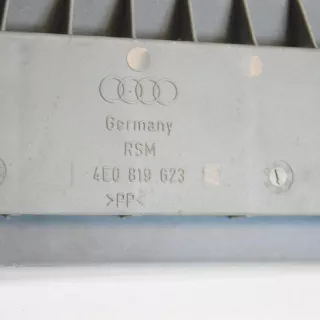 Germany
RSM
4E0 819 623
>PP<